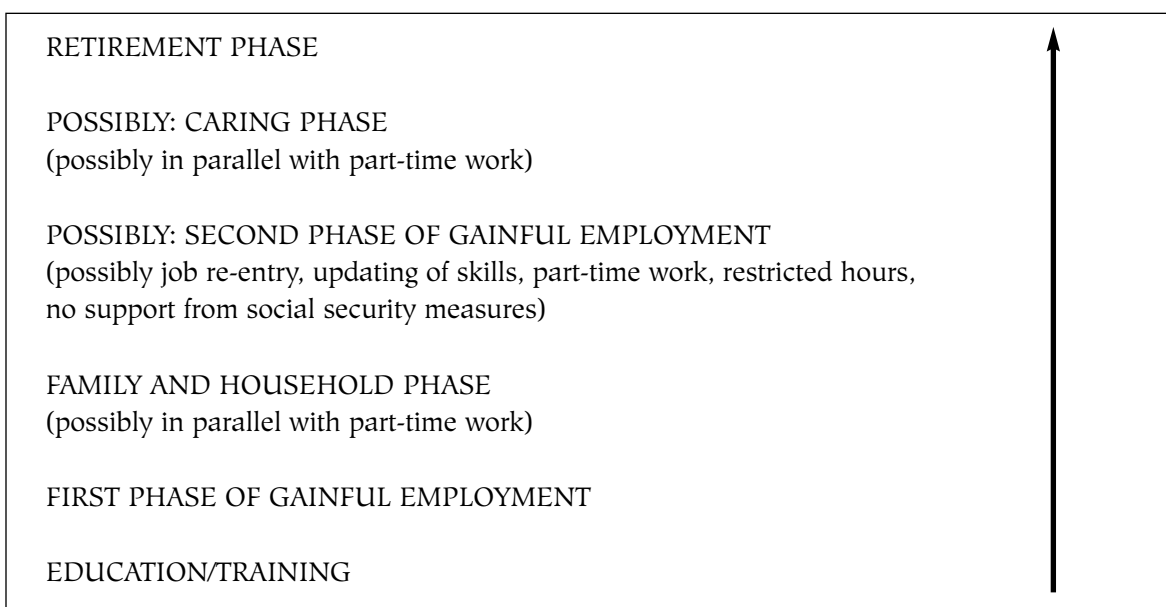 RETIREMENT PHASE
POSSIBLY: CARING PHASE
(possibly in parallel with part-time work)
POSSIBLY: SECOND PHASE OF GAINFUL EMPLOYMENT
(possibly job re-entry, updating of skills, part-time work, restricted hours,
no support from social security measures)
FAMILY AND HOUSEHOLD PHASE
(possibly in parallel with part-time work)
FIRST PHASE OF GAINFUL EMPLOYMENT
EDUCATION/TRAINING